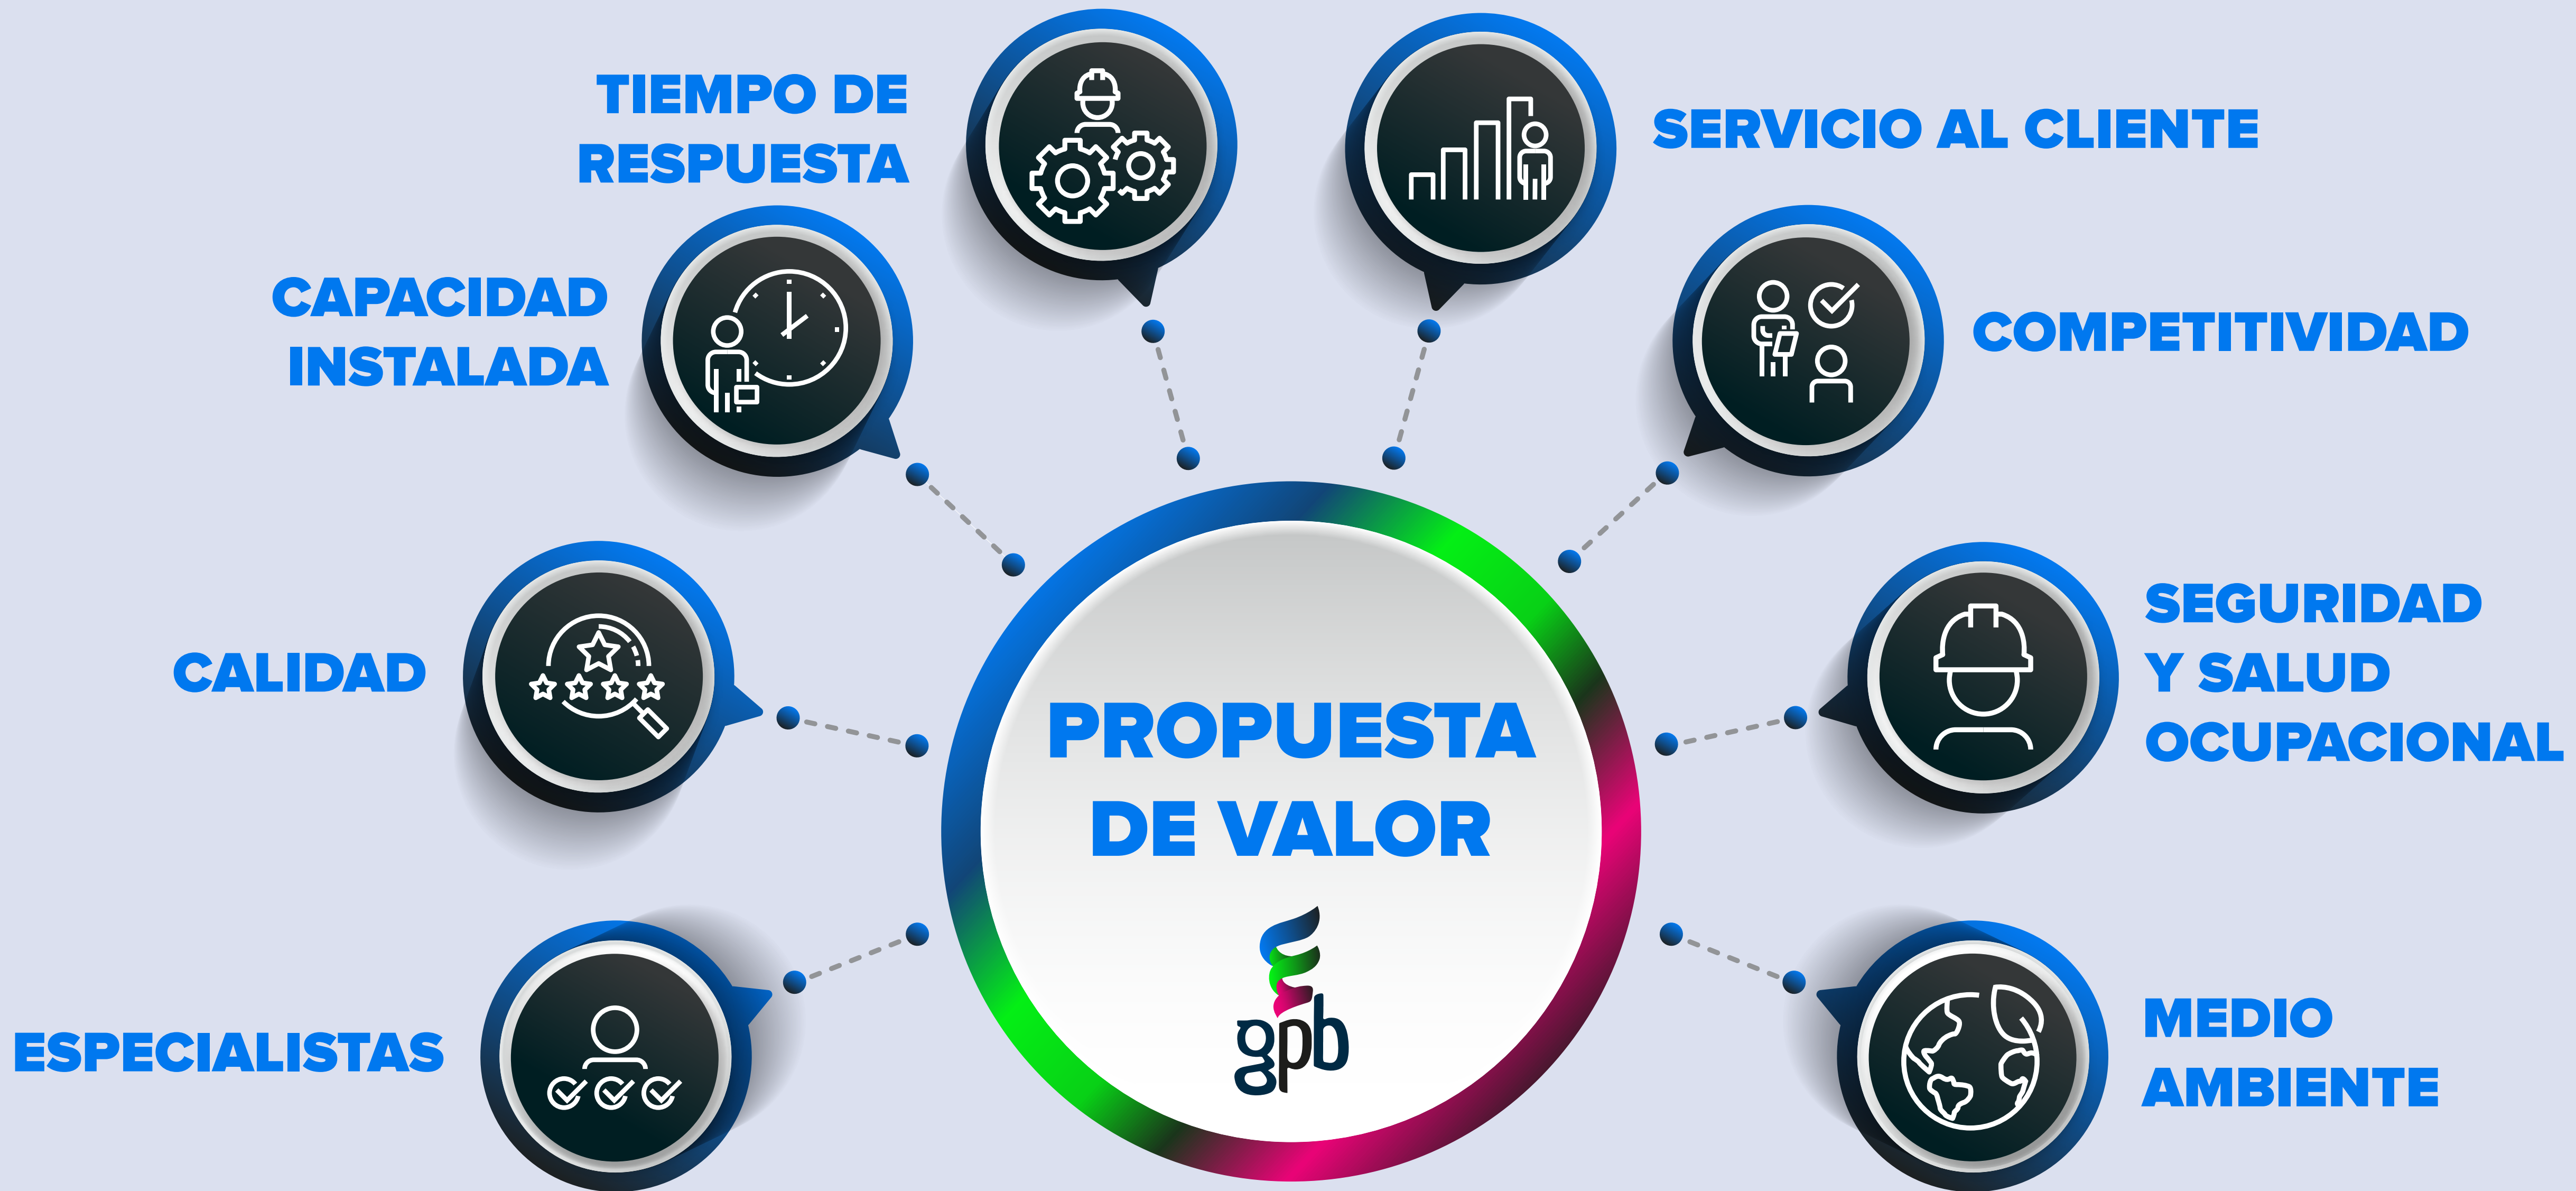 TIEMPO DE
RESPUESTA
SERVICIO AL CLIENTE
CAPACIDAD
INSTALADA
COMPETITIVIDAD
CALIDAD
SEGURIDAD
Y SALUD
OCUPACIONAL
PROPUESTA
DE VALOR
gpb
ESPECIALISTAS
MEDIO
AMBIENTE